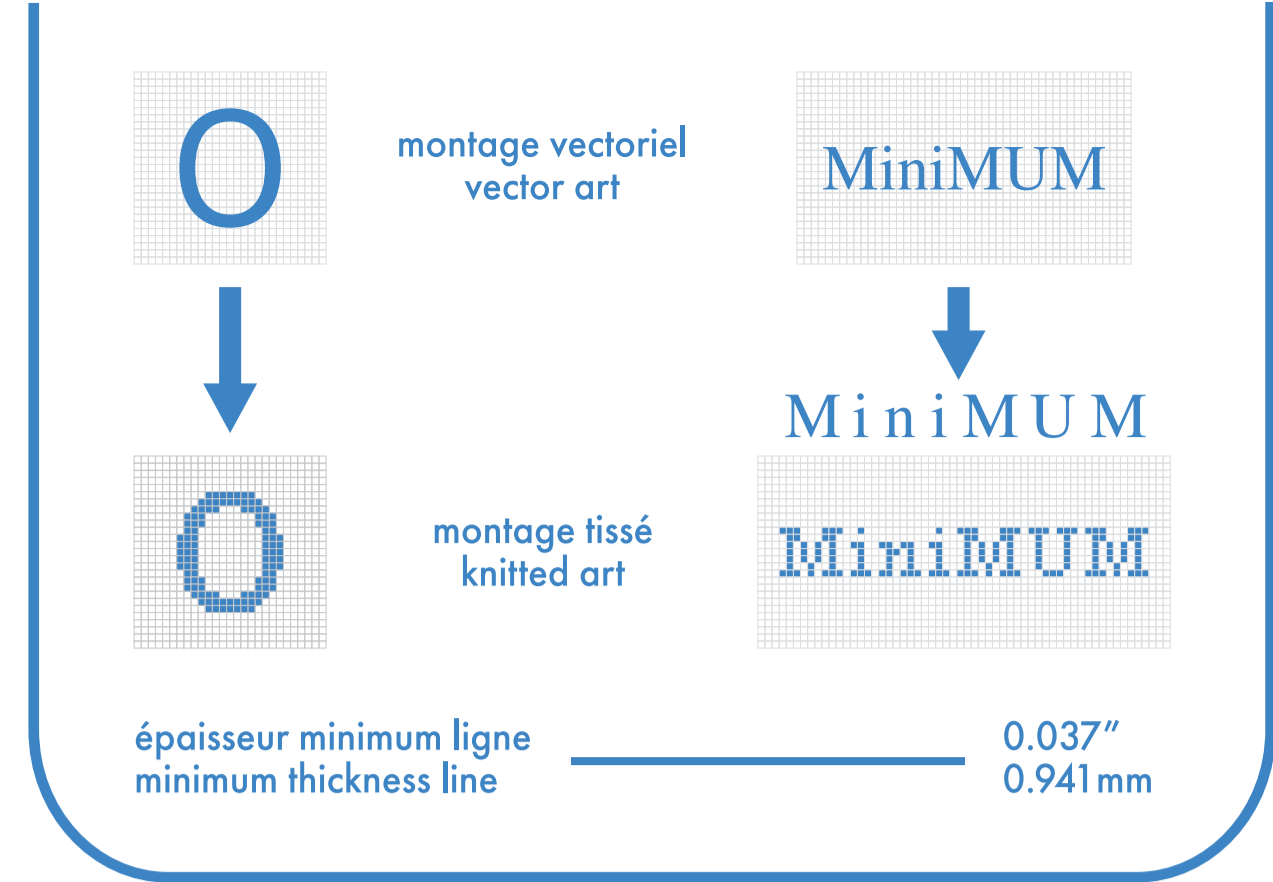 O
montage vectoriel
vector art
MiniMUM
MiniMUM
O
montage tissé
knitted art
MiniMUM
épaisseur minimum ligne
minimum thickness line
0.037"
0.941mm